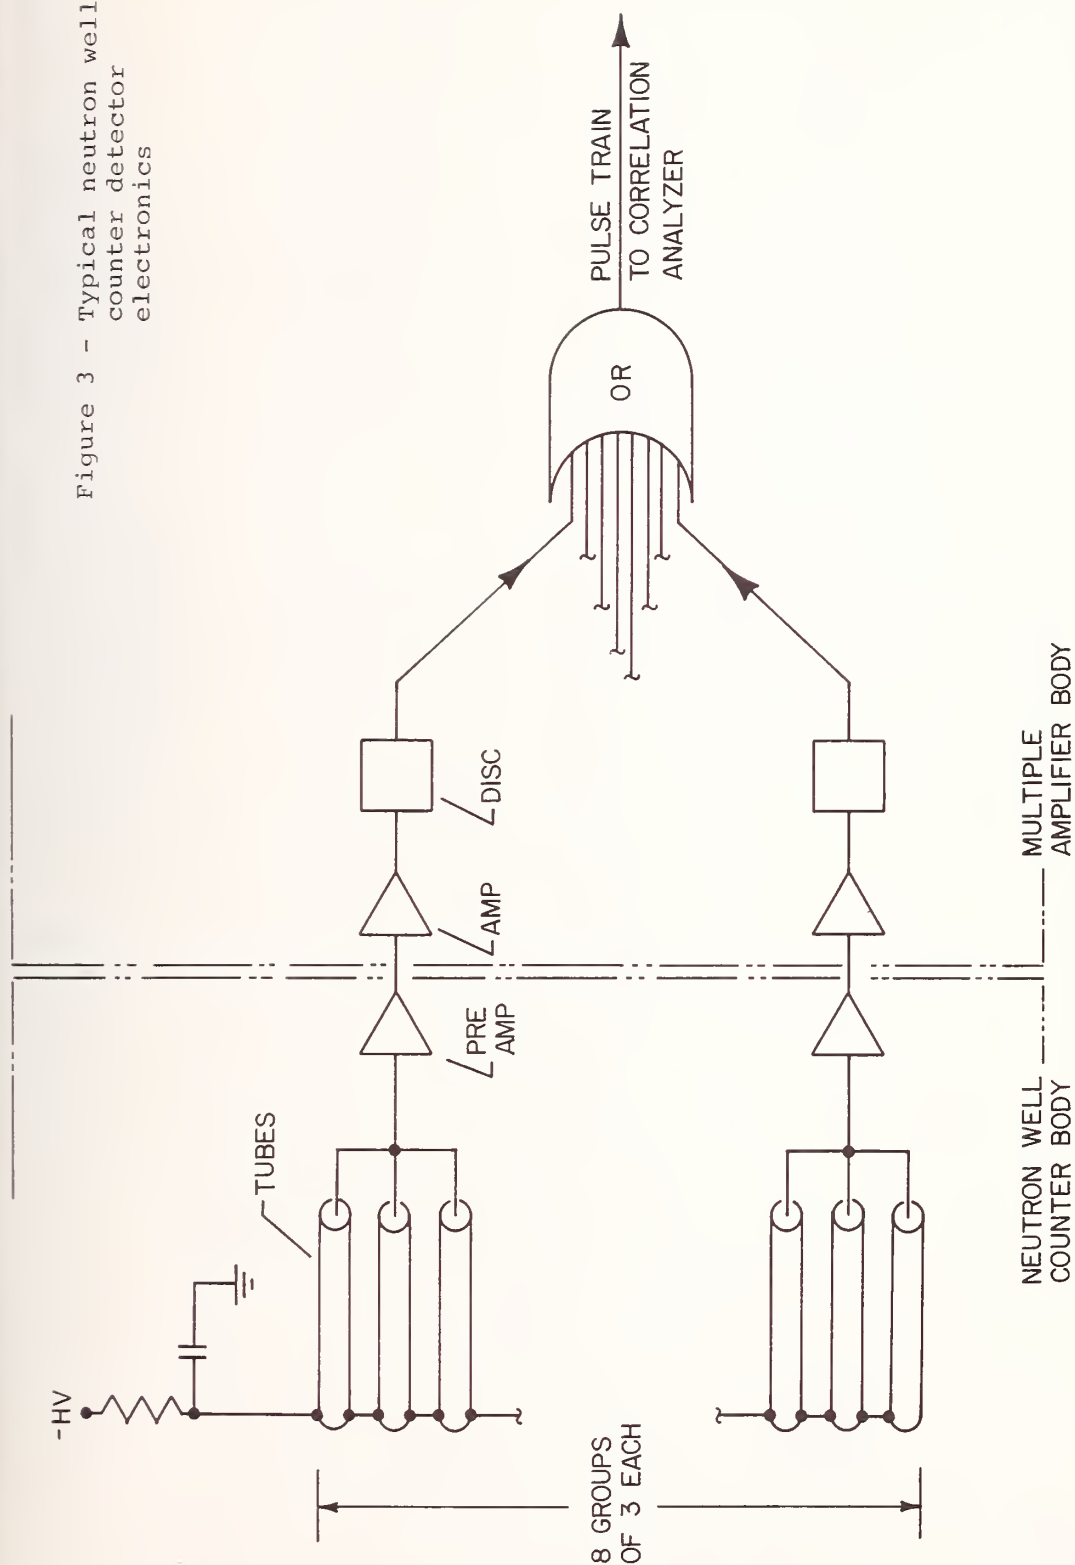 Figure 3 - Typical neutron well
counter detector
electronics
-HV
TUBES
PRE
AMP
AMP
DISC
OR
PULSE TRAIN
TO CORRELATION
ANALYZER
8 GROUPS
OF 3 EACH
NEUTRON WELL
COUNTER BODY
MULTIPLE
AMPLIFIER BODY